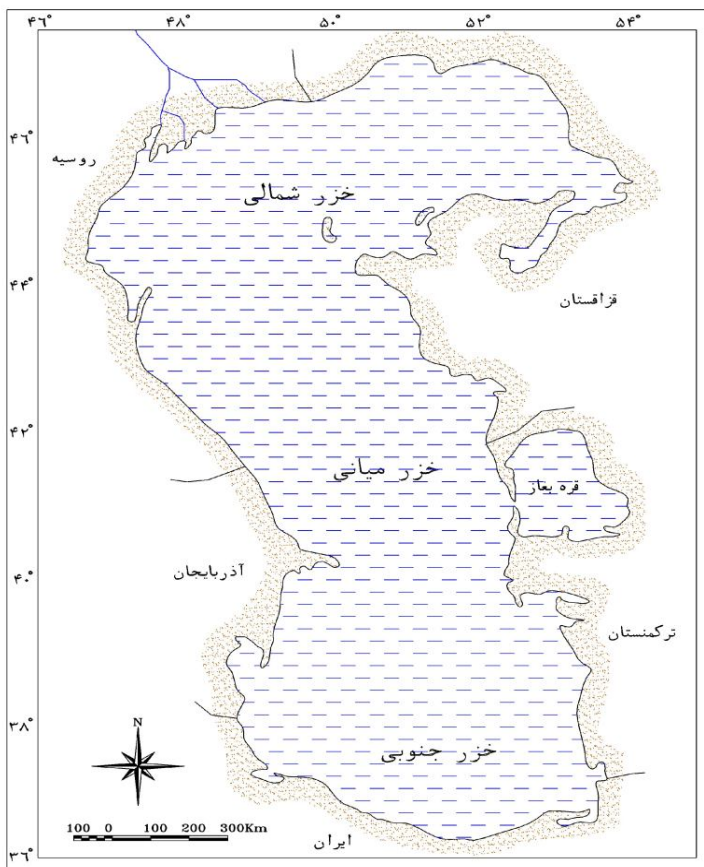 ۴۶° ۴۸° ۵۰° ۵۲° ۵۴°
۴۶°
روسیه
خزر شمالی
۴۴°
قزاقستان
۴۲°
خزر میانی
قره بغاز
۴۰°
آذربایجان
ترکمنستان
۳۸°
N
خزر جنوبی
100 0 100 200 300Km
ایران
۳۶°